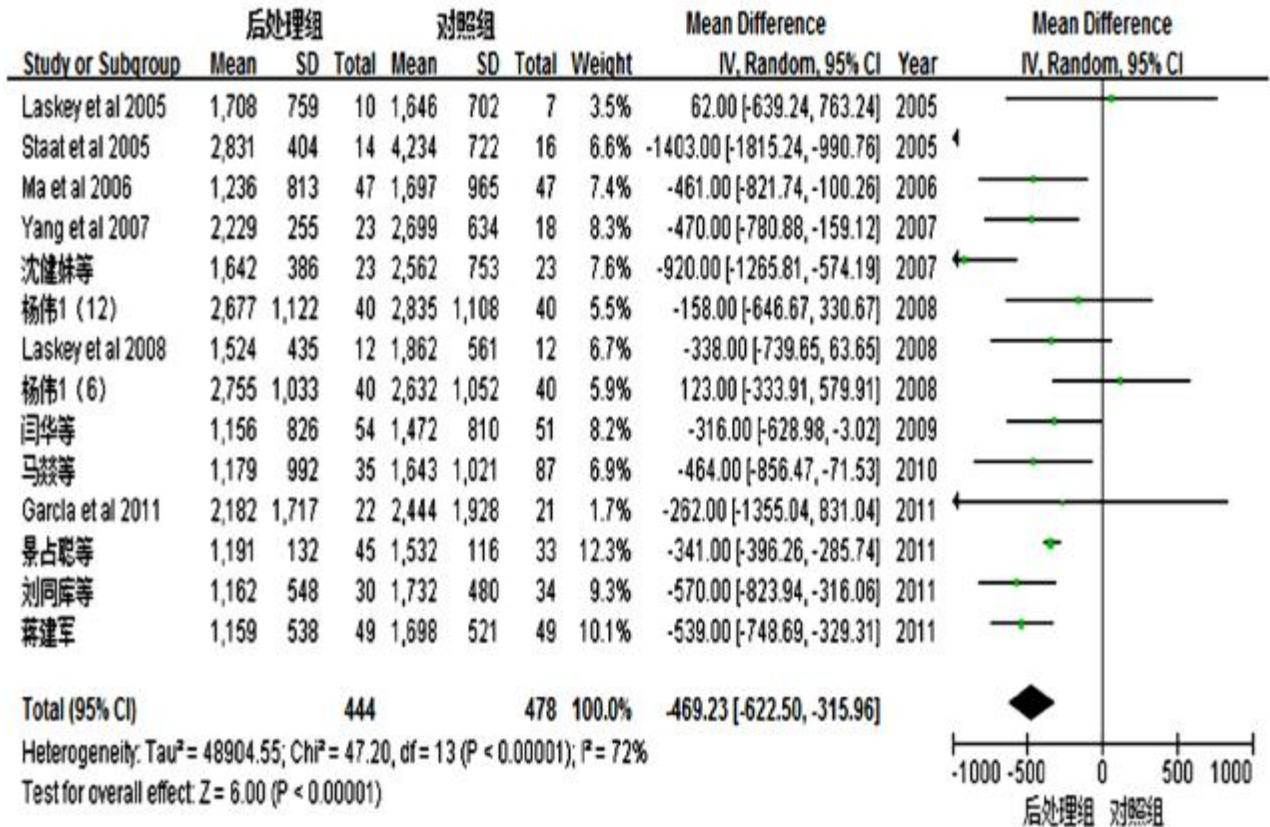 后处理组 对照组 Mean Difference Mean Difference
Study or Subgroup Mean SD Total Mean SD Total Weight IV, Random, 95% CI Year IV, Random, 95% CI
Laskey et al 2005 1,708 759 10 1,646 702 7 3.5% 62.00 [-639.24, 763.24] 2005
Staat et al 2005 2,831 404 14 4,234 722 16 6.6% -1403.00 [-1815.24, -990.76] 2005
Ma et al 2006 1,236 813 47 1,697 965 47 7.4% -461.00 [-821.74, -100.26] 2006
Yang et al 2007 2,229 255 23 2,699 634 18 8.3% -470.00 [-780.88, -159.12] 2007
沈健妹等 1,642 386 23 2,562 753 23 7.6% -920.00 [-1265.81, -574.19] 2007
杨伟1（12） 2,677 1,122 40 2,835 1,108 40 5.5% -158.00 [-646.67, 330.67] 2008
Laskey et al 2008 1,524 435 12 1,862 561 12 6.7% -338.00 [-739.65, 63.65] 2008
杨伟1（6） 2,755 1,033 40 2,632 1,052 40 5.9% 123.00 [-333.91, 579.91] 2008
闫华等 1,156 826 54 1,472 810 51 8.2% -316.00 [-628.98, -3.02] 2009
马燚等 1,179 992 35 1,643 1,021 87 6.9% -464.00 [-856.47, -71.53] 2010
Garcla et al 2011 2,182 1,717 22 2,444 1,928 21 1.7% -262.00 [-1355.04, 831.04] 2011
景占聪等 1,191 132 45 1,532 116 33 12.3% -341.00 [-396.26, -285.74] 2011
刘同库等 1,162 548 30 1,732 480 34 9.3% -570.00 [-823.94, -316.06] 2011
蒋建军 1,159 538 49 1,698 521 49 10.1% -539.00 [-748.69, -329.31] 2011
Total (95% CI) 444 478 100.0% -469.23 [-622.50, -315.96]
Heterogeneity: Tau² = 48904.55; Chi² = 47.20, df = 13 (P < 0.00001); I² = 72%
Test for overall effect: Z = 6.00 (P < 0.00001)
-1000 -500 0 500 1000
后处理组 对照组